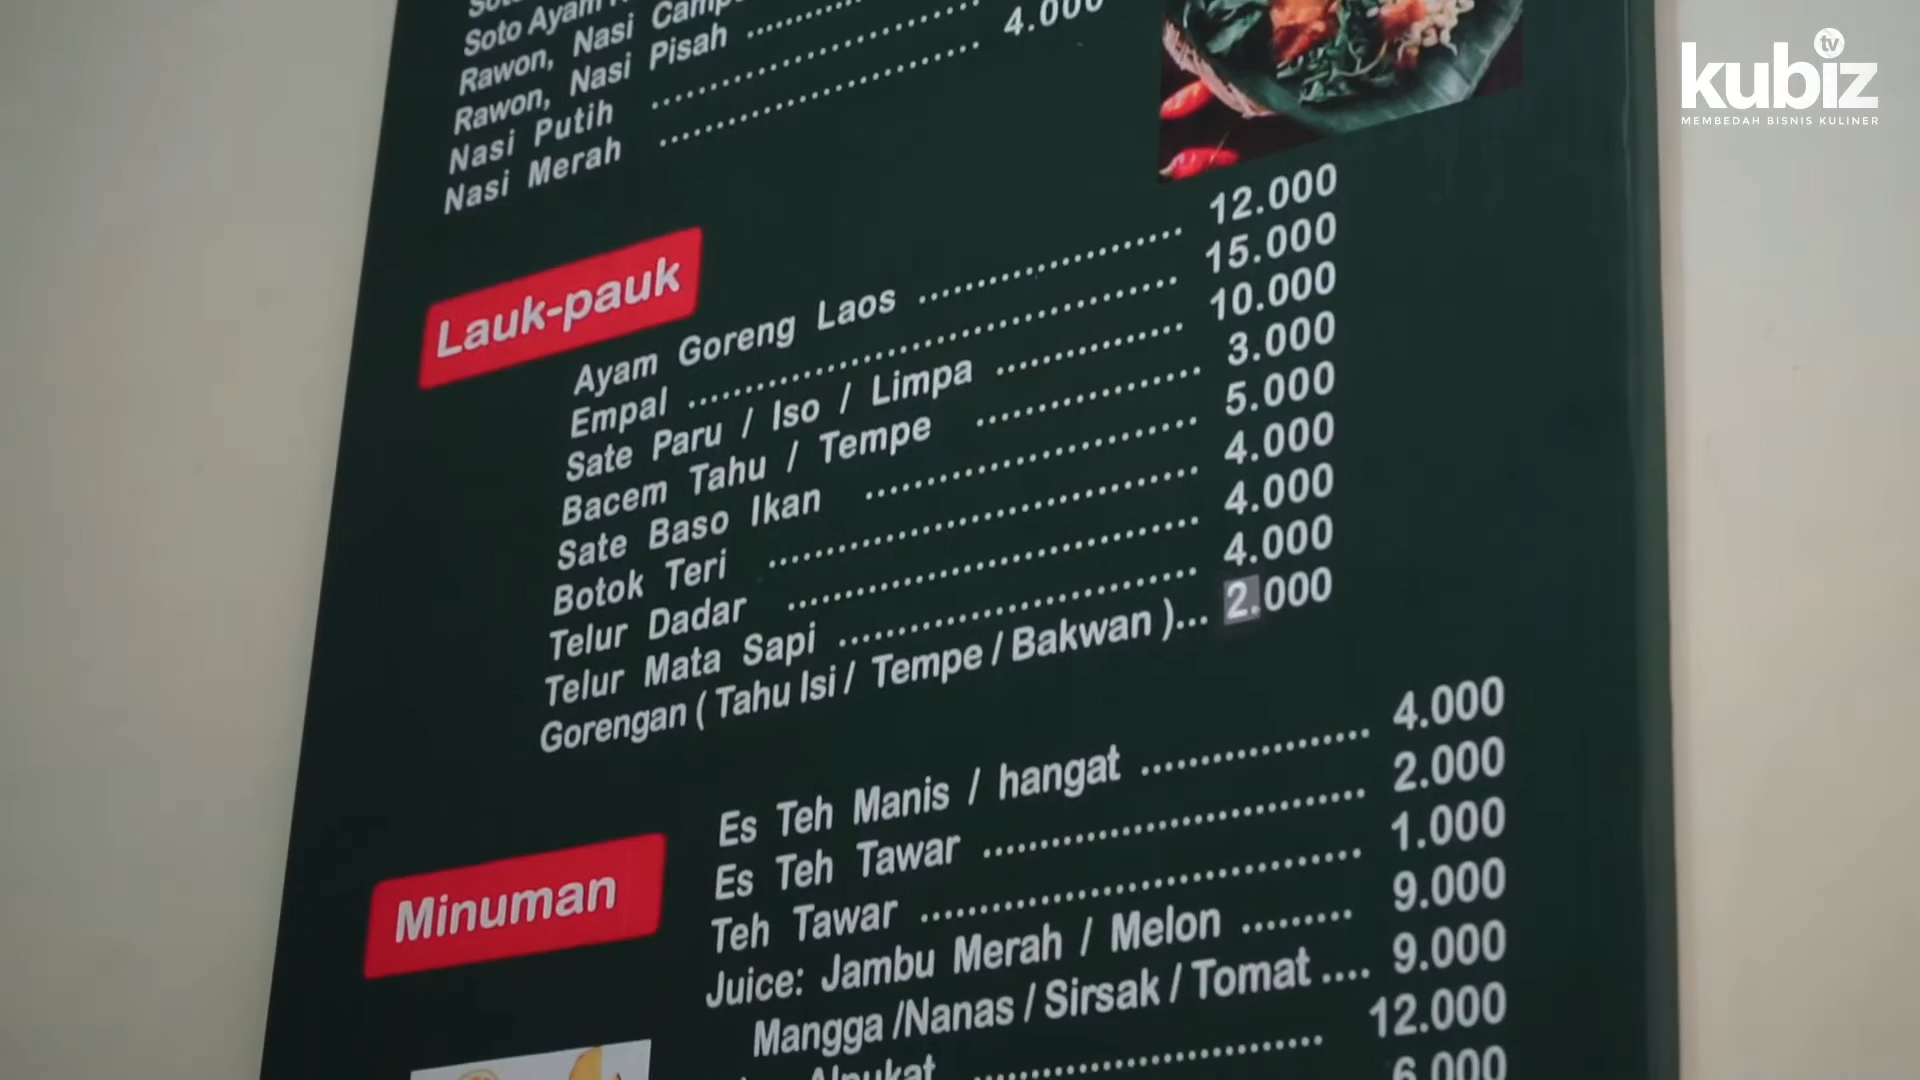 Soto Ayam
Rawon, Nasi
Rawon, Nasi Pisah
Nasi Putih
Nasi Merah ........ 4.000
Lauk-pauk
Ayam Goreng Laos ........ 12.000
Empal ........ 15.000
Sate Paru / Iso / Limpa ........ 10.000
Bacem Tahu / Tempe ........ 3.000
Sate Baso Ikan ........ 5.000
Botok Teri ........ 4.000
Telur Dadar ........ 4.000
Telur Mata Sapi ........ 4.000
Gorengan ( Tahu Isi / Tempe / Bakwan )... 2.000
Minuman
Es Teh Manis / hangat ........ 4.000
Es Teh Tawar ........ 2.000
Teh Tawar ........ 1.000
Juice: Jambu Merah / Melon ........ 9.000
Mangga /Nanas / Sirsak / Tomat .... 9.000
Alpukat ........ 12.000
6.000
kubiz tv
MEMBEDAH BISNIS KULINER